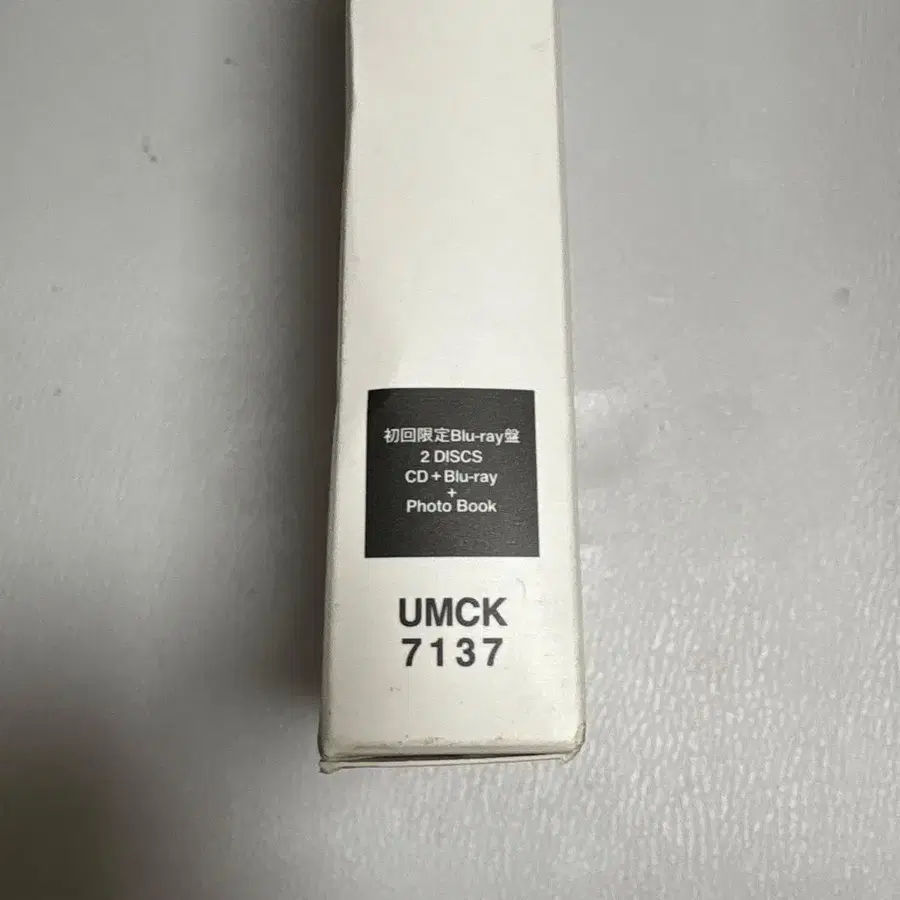 初回限定Blu-ray盤
2 DISCS
CD + Blu-ray
+
Photo Book
UMCK
7137